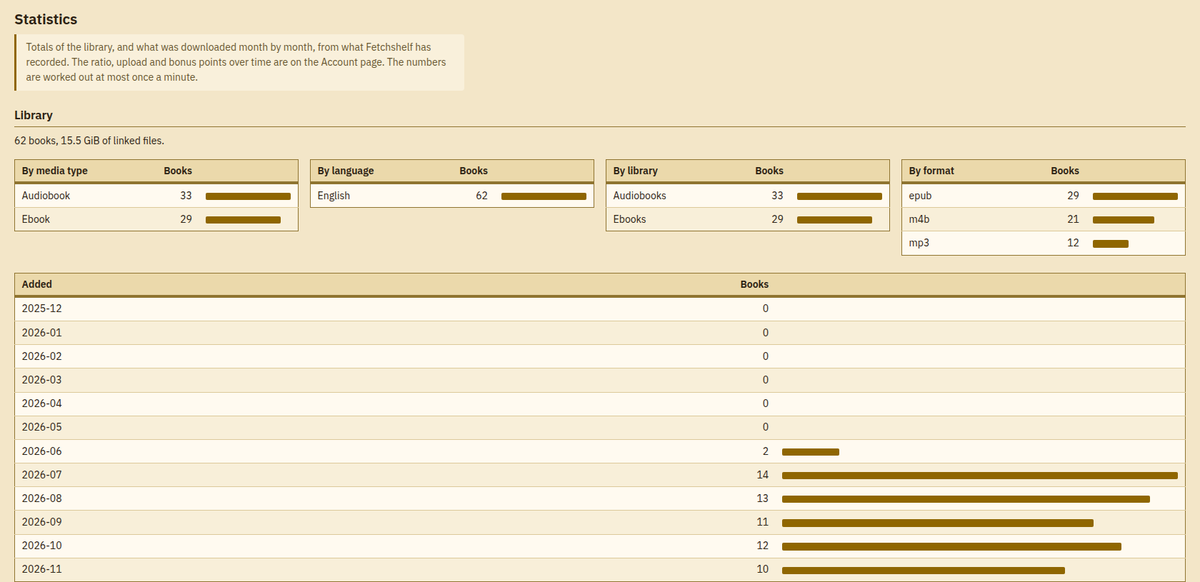 Statistics
Totals of the library, and what was downloaded month by month, from what Fetchshelf has
recorded. The ratio, upload and bonus points over time are on the Account page. The numbers
are worked out at most once a minute.
Library
62 books, 15.5 GiB of linked files.
By media type Books
Audiobook 33
Ebook 29
By language Books
English 62
By library Books
Audiobooks 33
Ebooks 29
By format Books
epub 29
m4b 21
mp3 12
Added Books
2025-12 0
2026-01 0
2026-02 0
2026-03 0
2026-04 0
2026-05 0
2026-06 2
2026-07 14
2026-08 13
2026-09 11
2026-10 12
2026-11 10